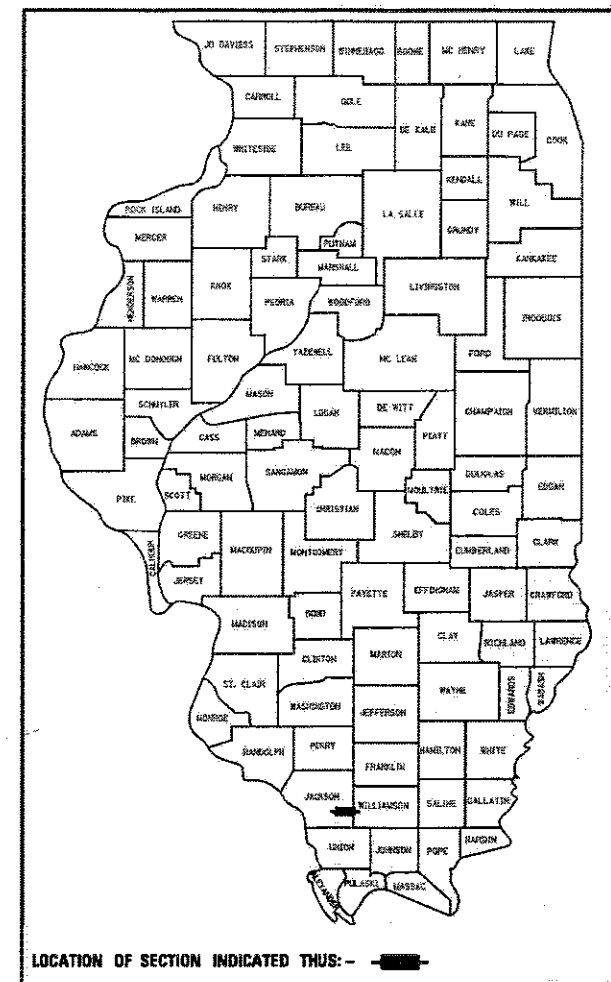 JO DAVIESS STEPHENSON WINNEBAGO BOONE MC HENRY LAKE
CARROLL OGLE DE KALB KANE DU PAGE COOK
WHITESIDE LEE KENDALL WILL
ROCK ISLAND HENRY BUREAU LA SALLE GRUNDY
MERCER PUTNAM KANKAKEE
STARK MARSHALL
HENDERSON WARREN KNOX PEORIA WOODFORD LIVINGSTON IROQUOIS
HANCOCK MC DONOUGH FULTON TAZEWELL MC LEAN FORD
SCHUYLER MASON LOGAN DE WITT CHAMPAIGN VERMILION
ADAMS BROWN CASS MENARD MACON PIATT
PIKE SCOTT MORGAN SANGAMON MOULTRIE DOUGLAS EDGAR
CHRISTIAN COLES
CALHOUN GREENE MACOUPIN MONTGOMERY SHELBY CUMBERLAND CLARK
JERSEY FAYETTE EFFINGHAM JASPER CRAWFORD
MADISON BOND CLAY RICHLAND LAWRENCE
ST. CLAIR CLINTON MARION WAYNE EDWARDS WABASH
MONROE WASHINGTON JEFFERSON
RANDOLPH PERRY FRANKLIN HAMILTON WHITE
JACKSON WILLIAMSON SALINE GALLATIN
UNION JOHNSON POPE HARDIN
ALEXANDER PULASKI MASSAC
LOCATION OF SECTION INDICATED THUS: -